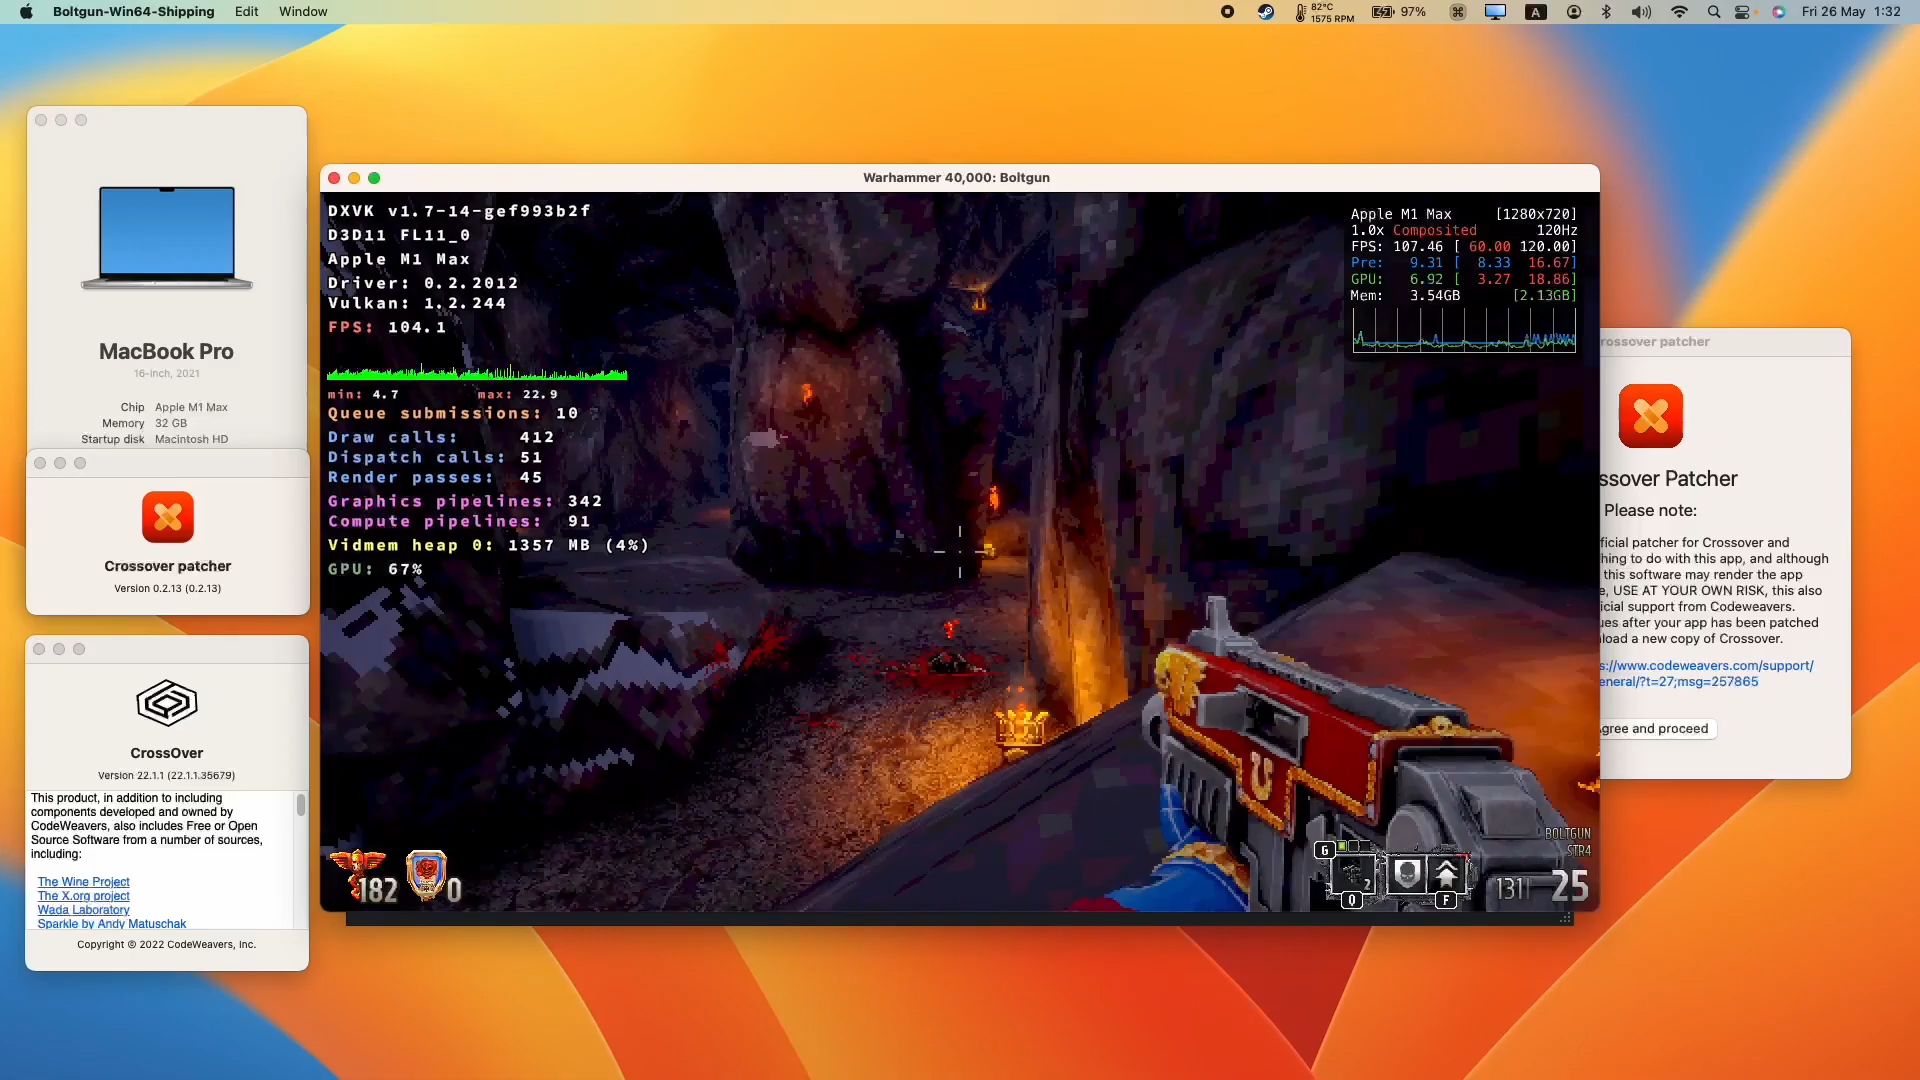 Boltgun-Win64-Shipping Edit Window
82°C
1575 RPM
97%
A
Fri 26 May 1:32
MacBook Pro
16-inch, 2021
Chip Apple M1 Max
Memory 32 GB
Startup disk Macintosh HD
Crossover patcher
Version 0.2.13 (0.2.13)
CrossOver
Version 22.1.1 (22.1.1.35679)
This product, in addition to including
components developed and owned by
CodeWeavers, also includes Free or Open
Source Software from a number of sources,
including:
The Wine Project
The X.org project
Wada Laboratory
Sparkle by Andy Matuschak
Copyright © 2022 CodeWeavers, Inc.
Warhammer 40,000: Boltgun
DXVK v1.7-14-gef993b2f
D3D11 FL11_0
Apple M1 Max
Driver: 0.2.2012
Vulkan: 1.2.244
FPS: 104.1
min: 4.7 max: 22.9
Queue submissions: 10
Draw calls: 412
Dispatch calls: 51
Render passes: 45
Graphics pipelines: 342
Compute pipelines: 91
Vidmem heap 0: 1357 MB (4%)
GPU: 67%
Apple M1 Max [1280x720]
1.0x Composited 120Hz
FPS: 107.46 [ 60.00 120.00]
Pre: 9.31 [ 8.33 16.67]
GPU: 6.92 [ 3.27 18.86]
Mem: 3.54GB [2.13GB]
182 0
BOLTGUN
STR4
G
2
Q F
131 25
rossover patcher
ssover Patcher
Please note:
ficial patcher for Crossover and
hing to do with this app, and although
this software may render the app
e, USE AT YOUR OWN RISK, this also
icial support from Codeweavers.
ues after your app has been patched
load a new copy of Crossover.
s://www.codeweavers.com/support/
eneral/?t=27;msg=257865
gree and proceed